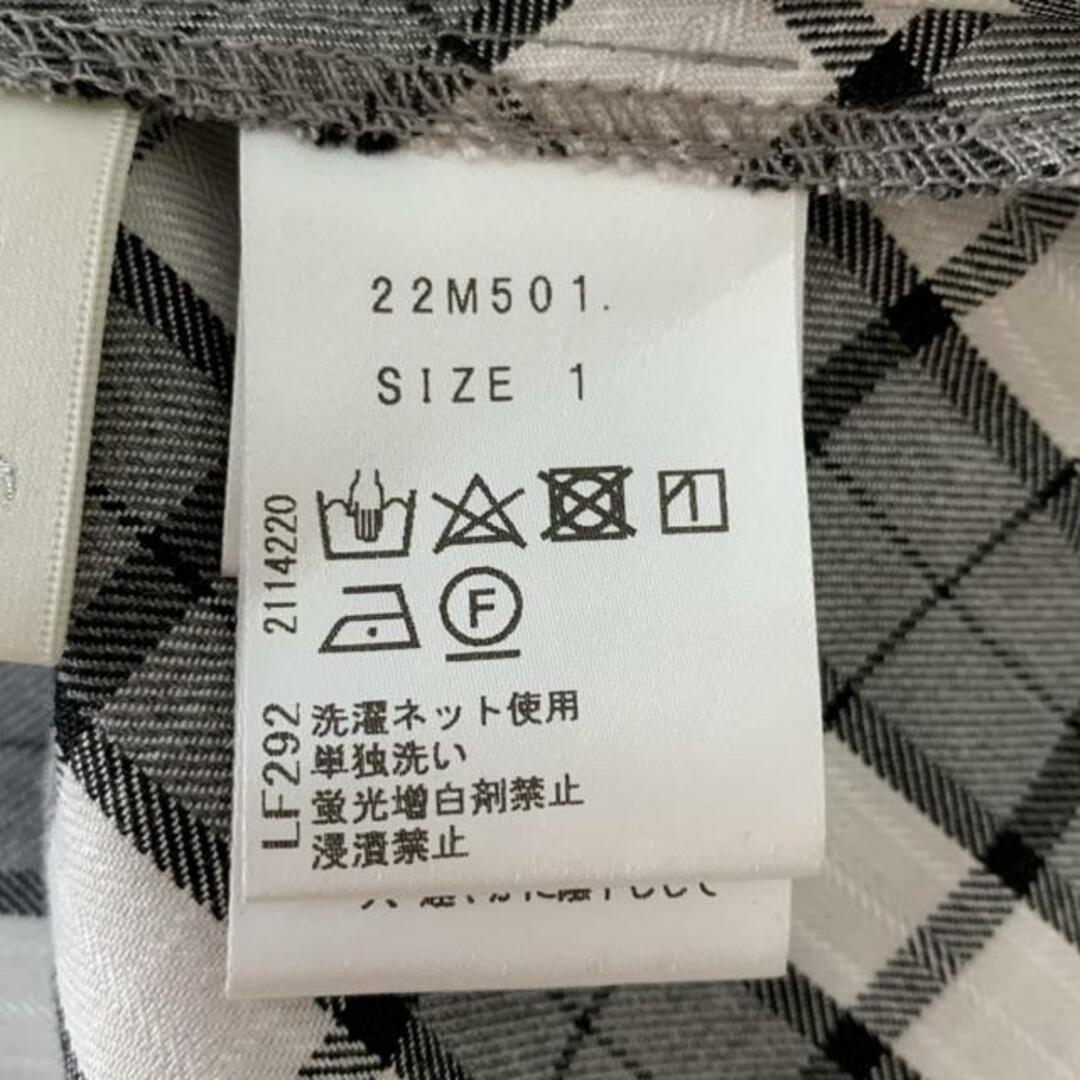 22M501.
SIZE 1
2114220
F
LF292
洗濯ネット使用
単独洗い
蛍光増白剤禁止
浸漬禁止